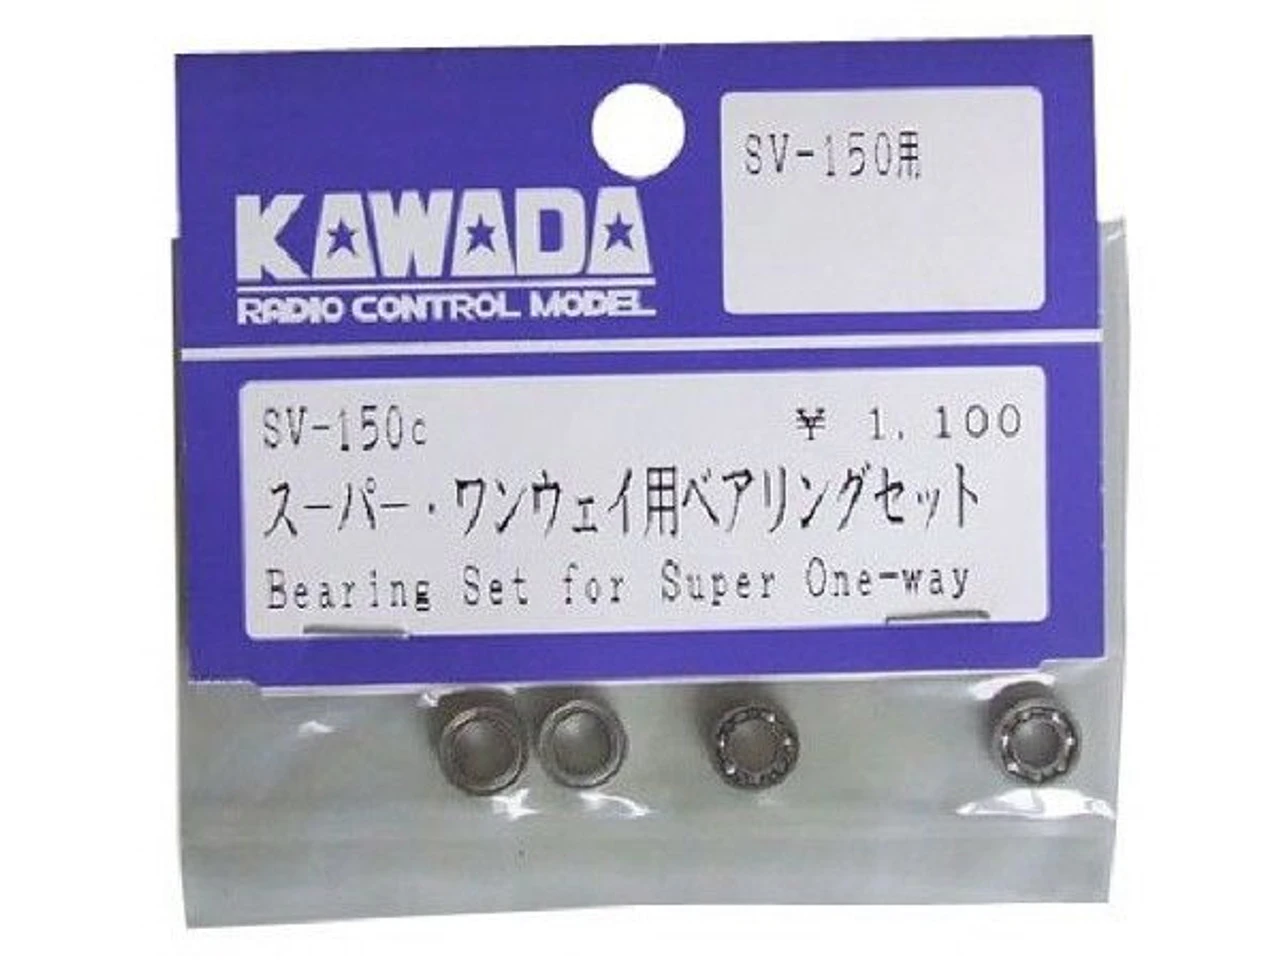 SV-150用
KAWADA
RADIO CONTROL MODEL
SV-150c ¥ 1,100
スーパー・ワンウェイ用ベアリングセット
Bearing Set for Super One-way